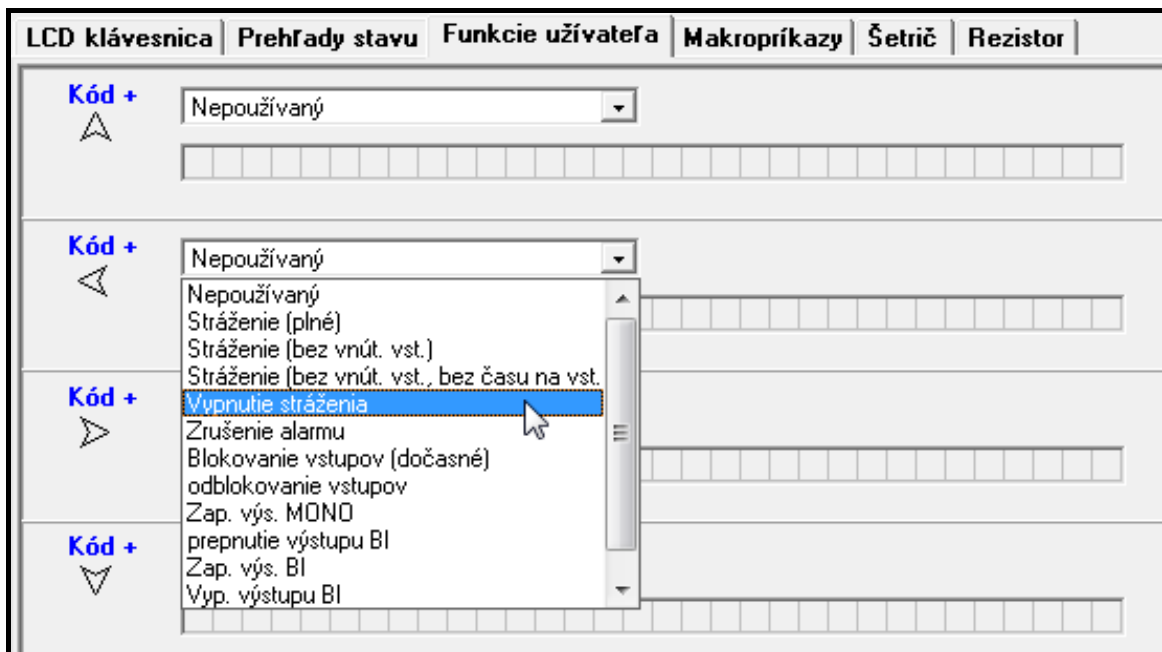 LCD klávesnica Prehľady stavu Funkcie užívateľa Makropríkazy Šetrič Rezistor
Kód +
Nepoužívaný
Kód +
Nepoužívaný
Nepoužívaný
Stráženie (plné)
Stráženie (bez vnút. vst.)
Stráženie (bez vnút. vst., bez času na vst.
Vypnutie stráženia
Kód +
Zrušenie alarmu
Blokovanie vstupov (dočasné)
odblokovanie vstupov
Zap. výs. MONO
prepnutie výstupu BI
Kód +
Zap. výs. BI
Vyp. výstupu BI